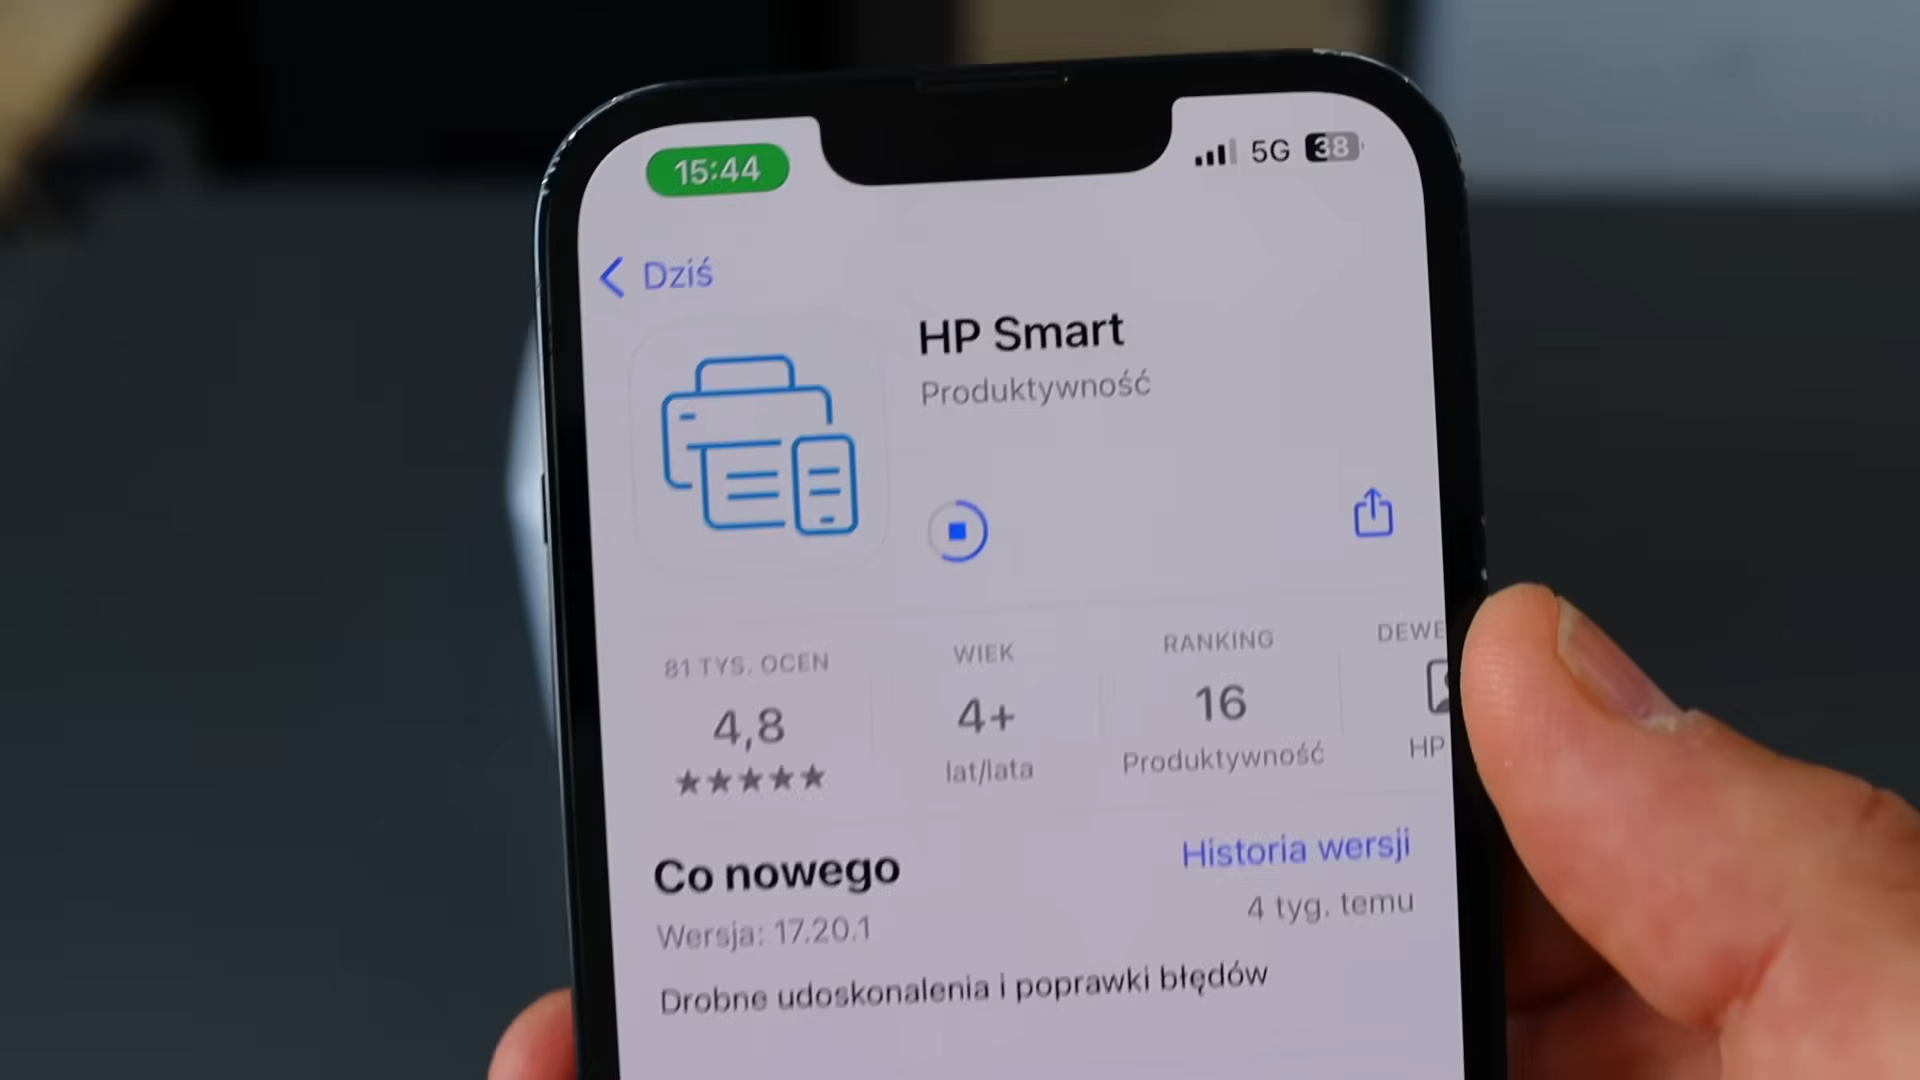 15:44
5G 38
Dziś
HP Smart
Produktywność
81 TYS. OCEN
4,8
★★★★★
WIEK
4+
lat/lata
RANKING
16
Produktywność
DEWE
HP
Co nowego
Historia wersji
Wersja: 17.20.1
4 tyg. temu
Drobne udoskonalenia i poprawki błędów